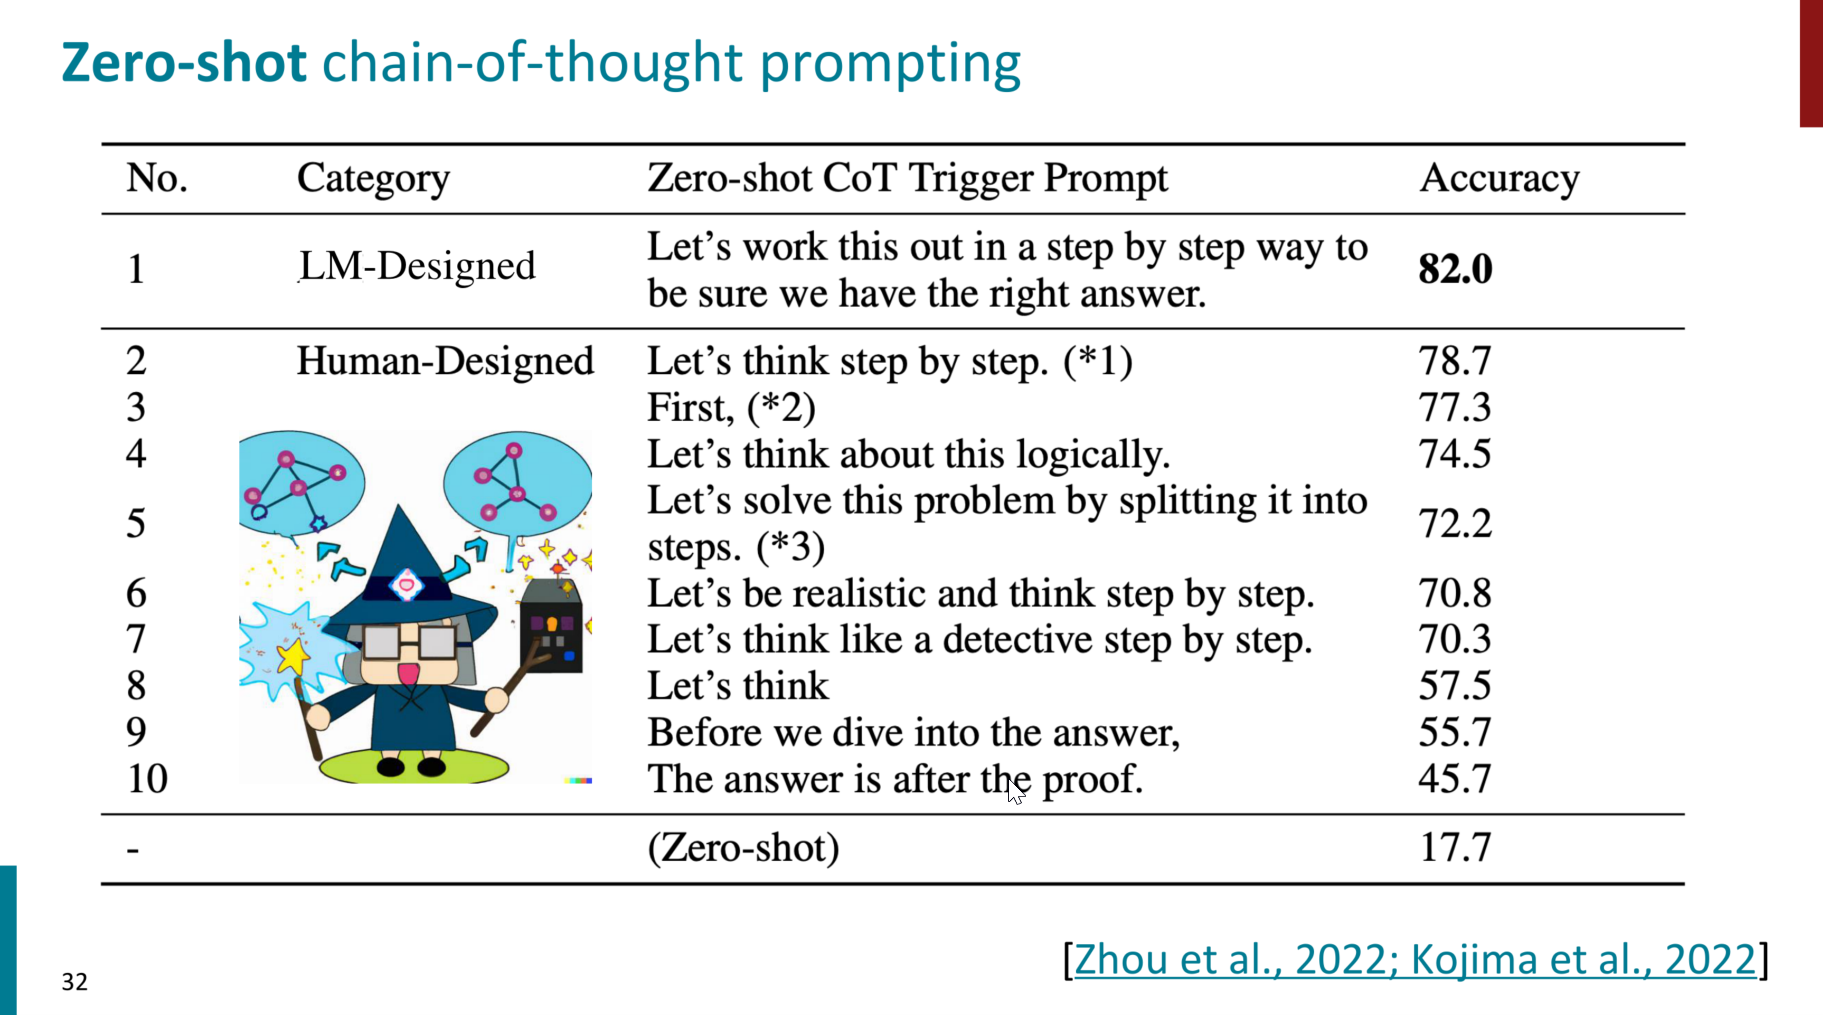 Zero-shot chain-of-thought prompting
No. Category Zero-shot CoT Trigger Prompt Accuracy
1 LM-Designed Let's work this out in a step by step way to be sure we have the right answer. 82.0
2 Human-Designed Let's think step by step. (*1) 78.7
3 First, (*2) 77.3
4 Let's think about this logically. 74.5
5 Let's solve this problem by splitting it into steps. (*3) 72.2
6 Let's be realistic and think step by step. 70.8
7 Let's think like a detective step by step. 70.3
8 Let's think 57.5
9 Before we dive into the answer, 55.7
10 The answer is after the proof. 45.7
- (Zero-shot) 17.7
[Zhou et al., 2022; Kojima et al., 2022]
32